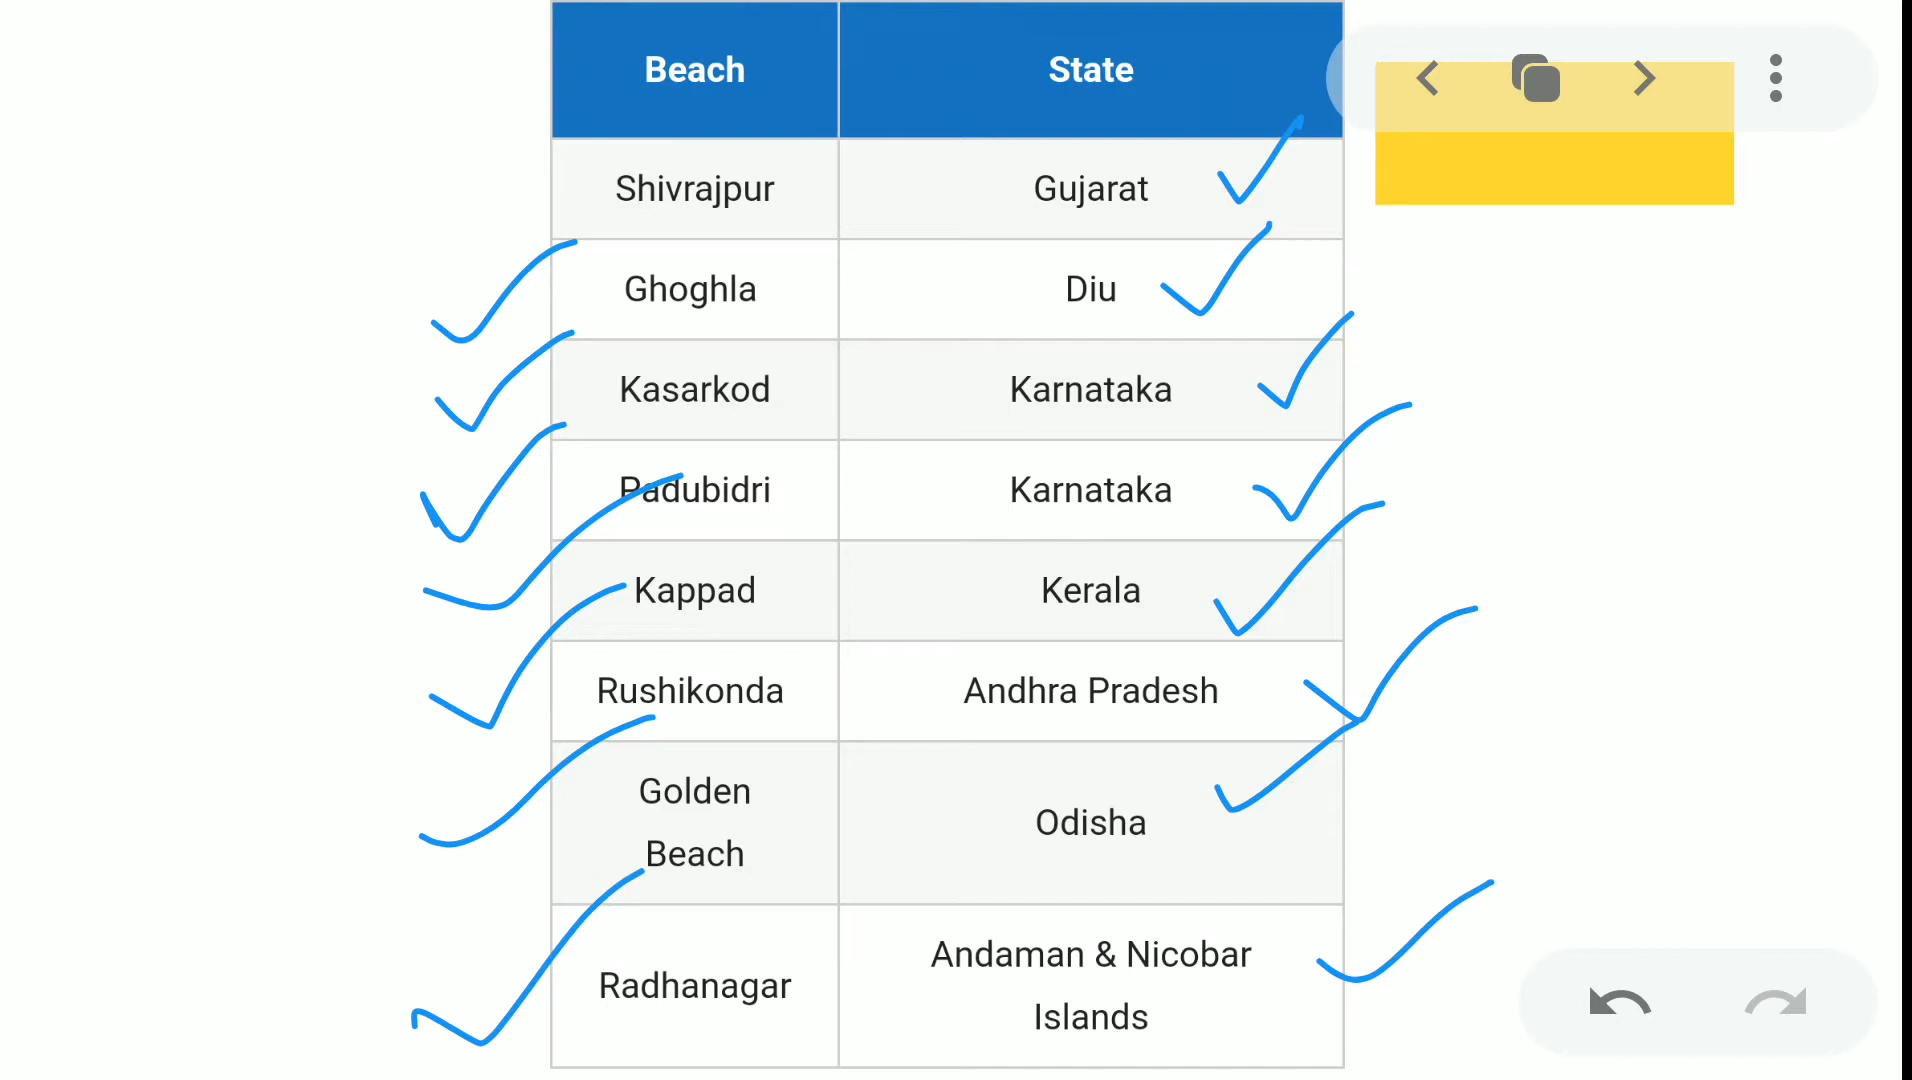 Beach State
Shivrajpur Gujarat
Ghoghla Diu
Kasarkod Karnataka
Padubidri Karnataka
Kappad Kerala
Rushikonda Andhra Pradesh
Golden
Beach Odisha
Radhanagar Andaman & Nicobar
Islands